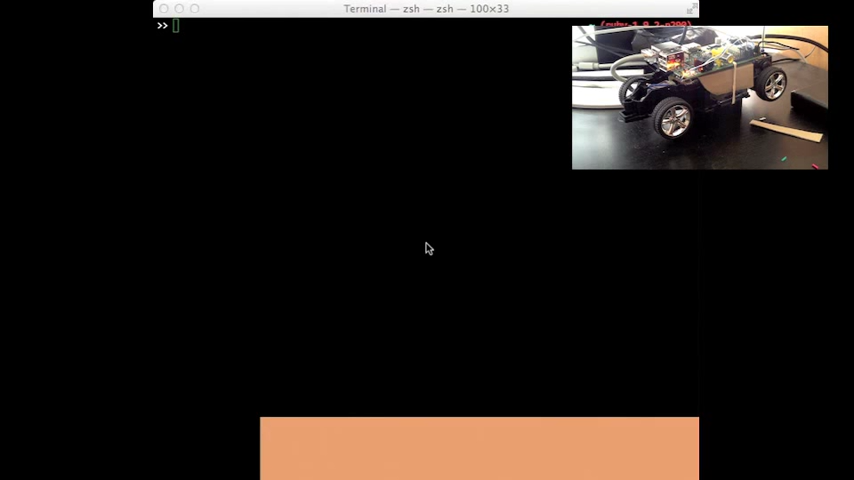 Terminal — zsh — zsh — 100×33
>>